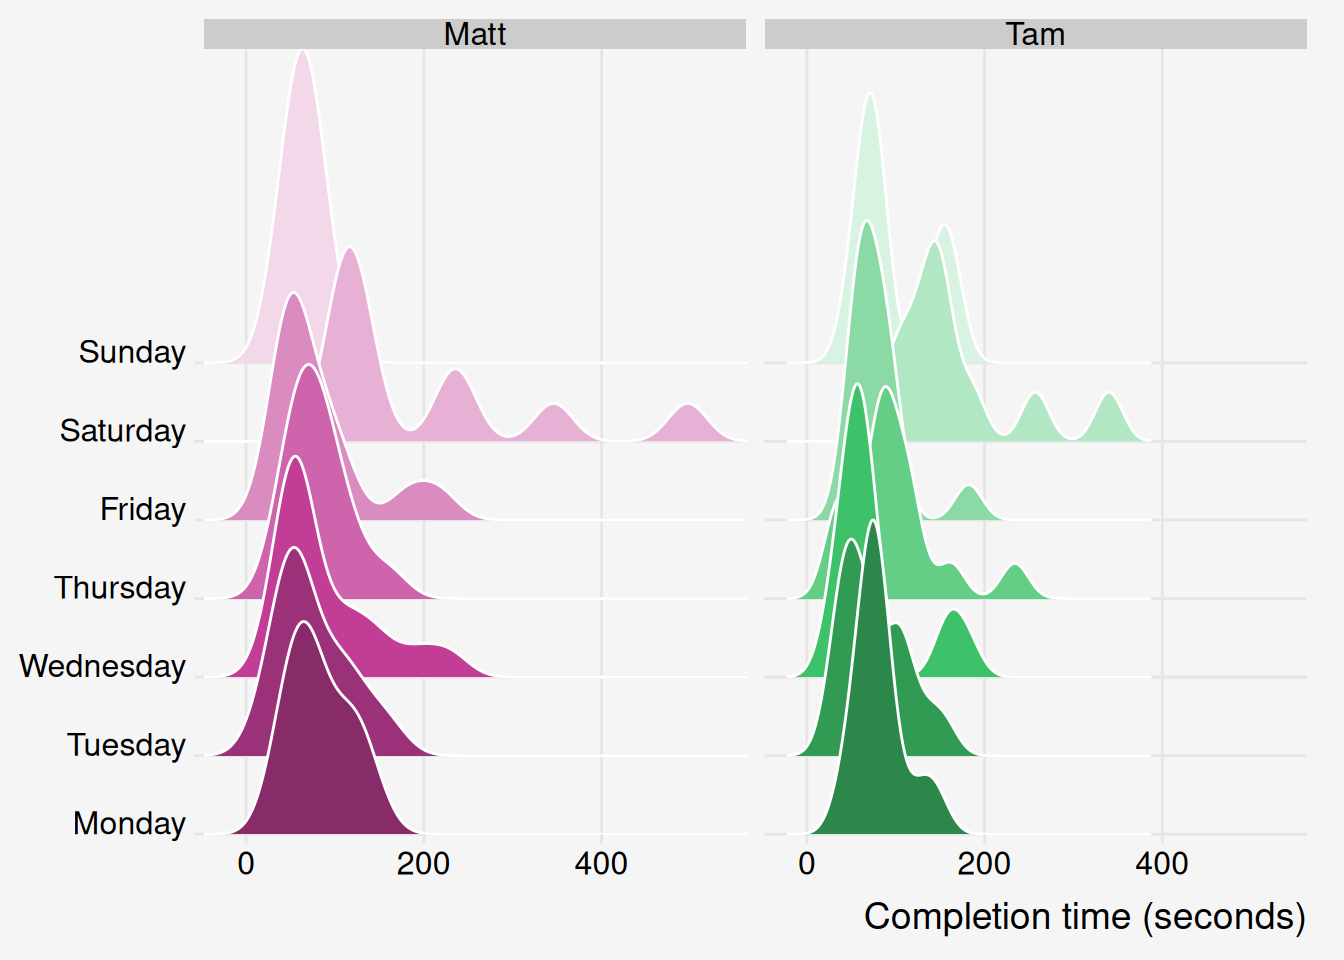 Matt
Tam
Sunday
Saturday
Friday
Thursday
Wednesday
Tuesday
Monday
0 200 400
0 200 400
Completion time (seconds)